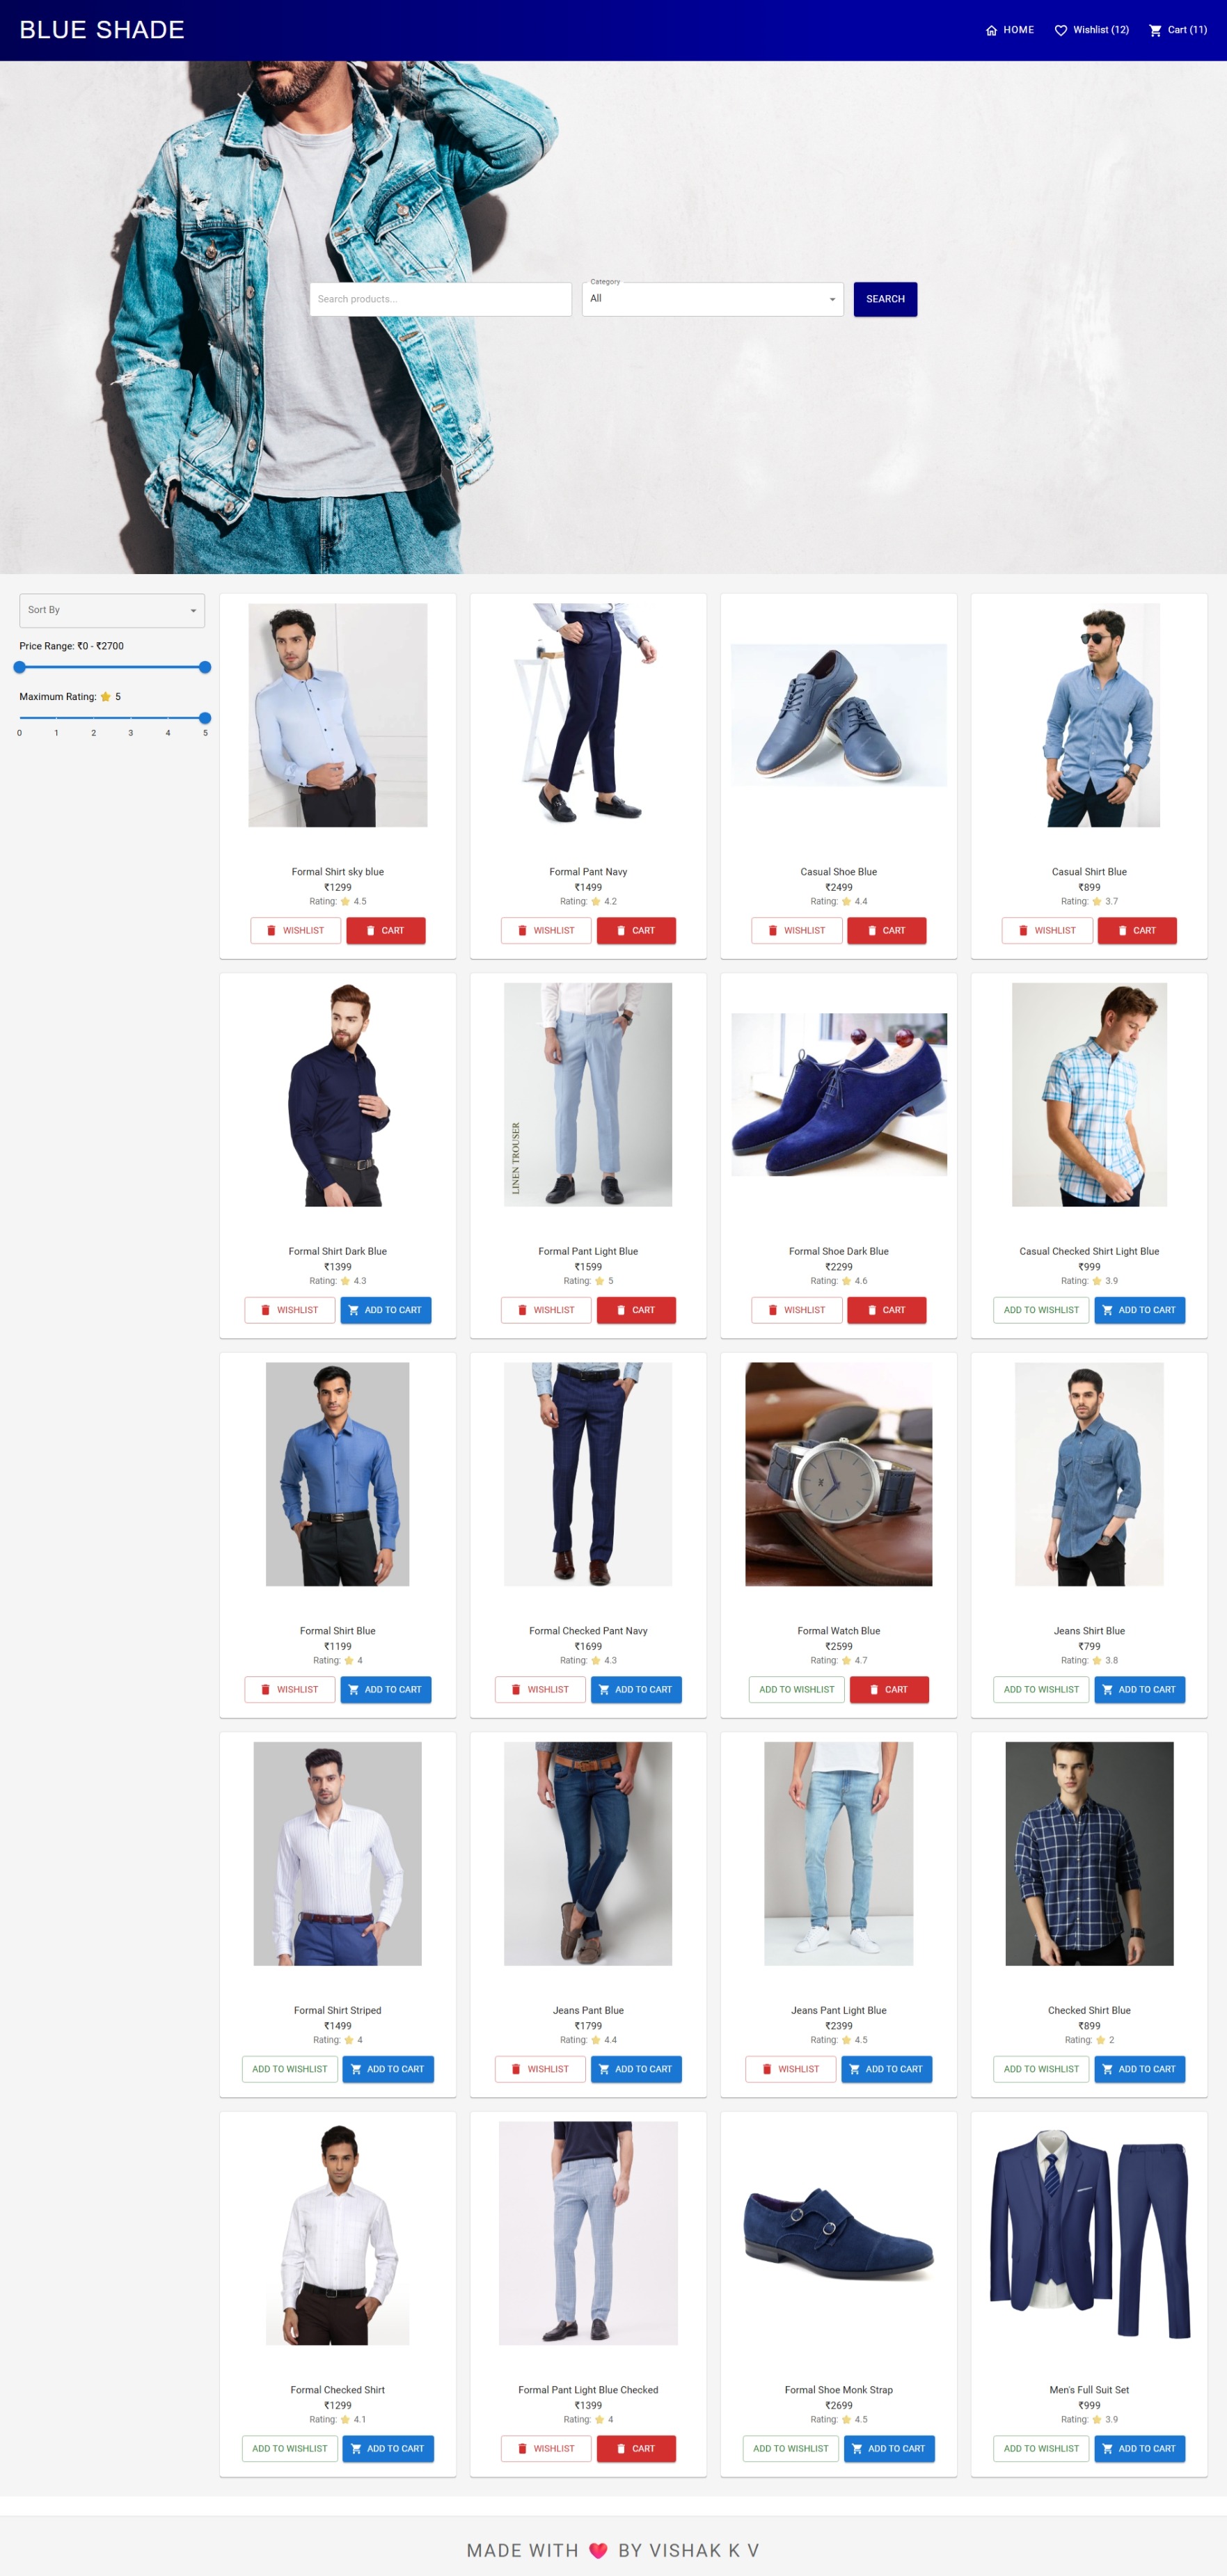 BLUE SHADE
HOME Wishlist (12) Cart (11)
Category
Search products... All SEARCH
Sort By
Price Range: ₹0 - ₹2700
Maximum Rating: 5
0 1 2 3 4 5
Formal Shirt sky blue
₹1299
Rating: 4.5
WISHLIST CART
Formal Pant Navy
₹1499
Rating: 4.2
WISHLIST CART
Casual Shoe Blue
₹2499
Rating: 4.4
WISHLIST CART
Casual Shirt Blue
₹899
Rating: 3.7
WISHLIST CART
Formal Shirt Dark Blue
₹1399
Rating: 4.3
WISHLIST ADD TO CART
LINEN TROUSER
Formal Pant Light Blue
₹1599
Rating: 5
WISHLIST CART
Formal Shoe Dark Blue
₹2299
Rating: 4.6
WISHLIST CART
Casual Checked Shirt Light Blue
₹999
Rating: 3.9
ADD TO WISHLIST ADD TO CART
Formal Shirt Blue
₹1199
Rating: 4
WISHLIST ADD TO CART
Formal Checked Pant Navy
₹1699
Rating: 4.3
WISHLIST ADD TO CART
Formal Watch Blue
₹2599
Rating: 4.7
ADD TO WISHLIST CART
Jeans Shirt Blue
₹799
Rating: 3.8
ADD TO WISHLIST ADD TO CART
Formal Shirt Striped
₹1499
Rating: 4
ADD TO WISHLIST ADD TO CART
Jeans Pant Blue
₹1799
Rating: 4.4
WISHLIST ADD TO CART
Jeans Pant Light Blue
₹2399
Rating: 4.5
WISHLIST ADD TO CART
Checked Shirt Blue
₹899
Rating: 2
ADD TO WISHLIST ADD TO CART
Formal Checked Shirt
₹1299
Rating: 4.1
ADD TO WISHLIST ADD TO CART
Formal Pant Light Blue Checked
₹1399
Rating: 4
WISHLIST CART
Formal Shoe Monk Strap
₹2699
Rating: 4.5
ADD TO WISHLIST ADD TO CART
Men's Full Suit Set
₹999
Rating: 3.9
ADD TO WISHLIST ADD TO CART
MADE WITH ❤️ BY VISHAK K V